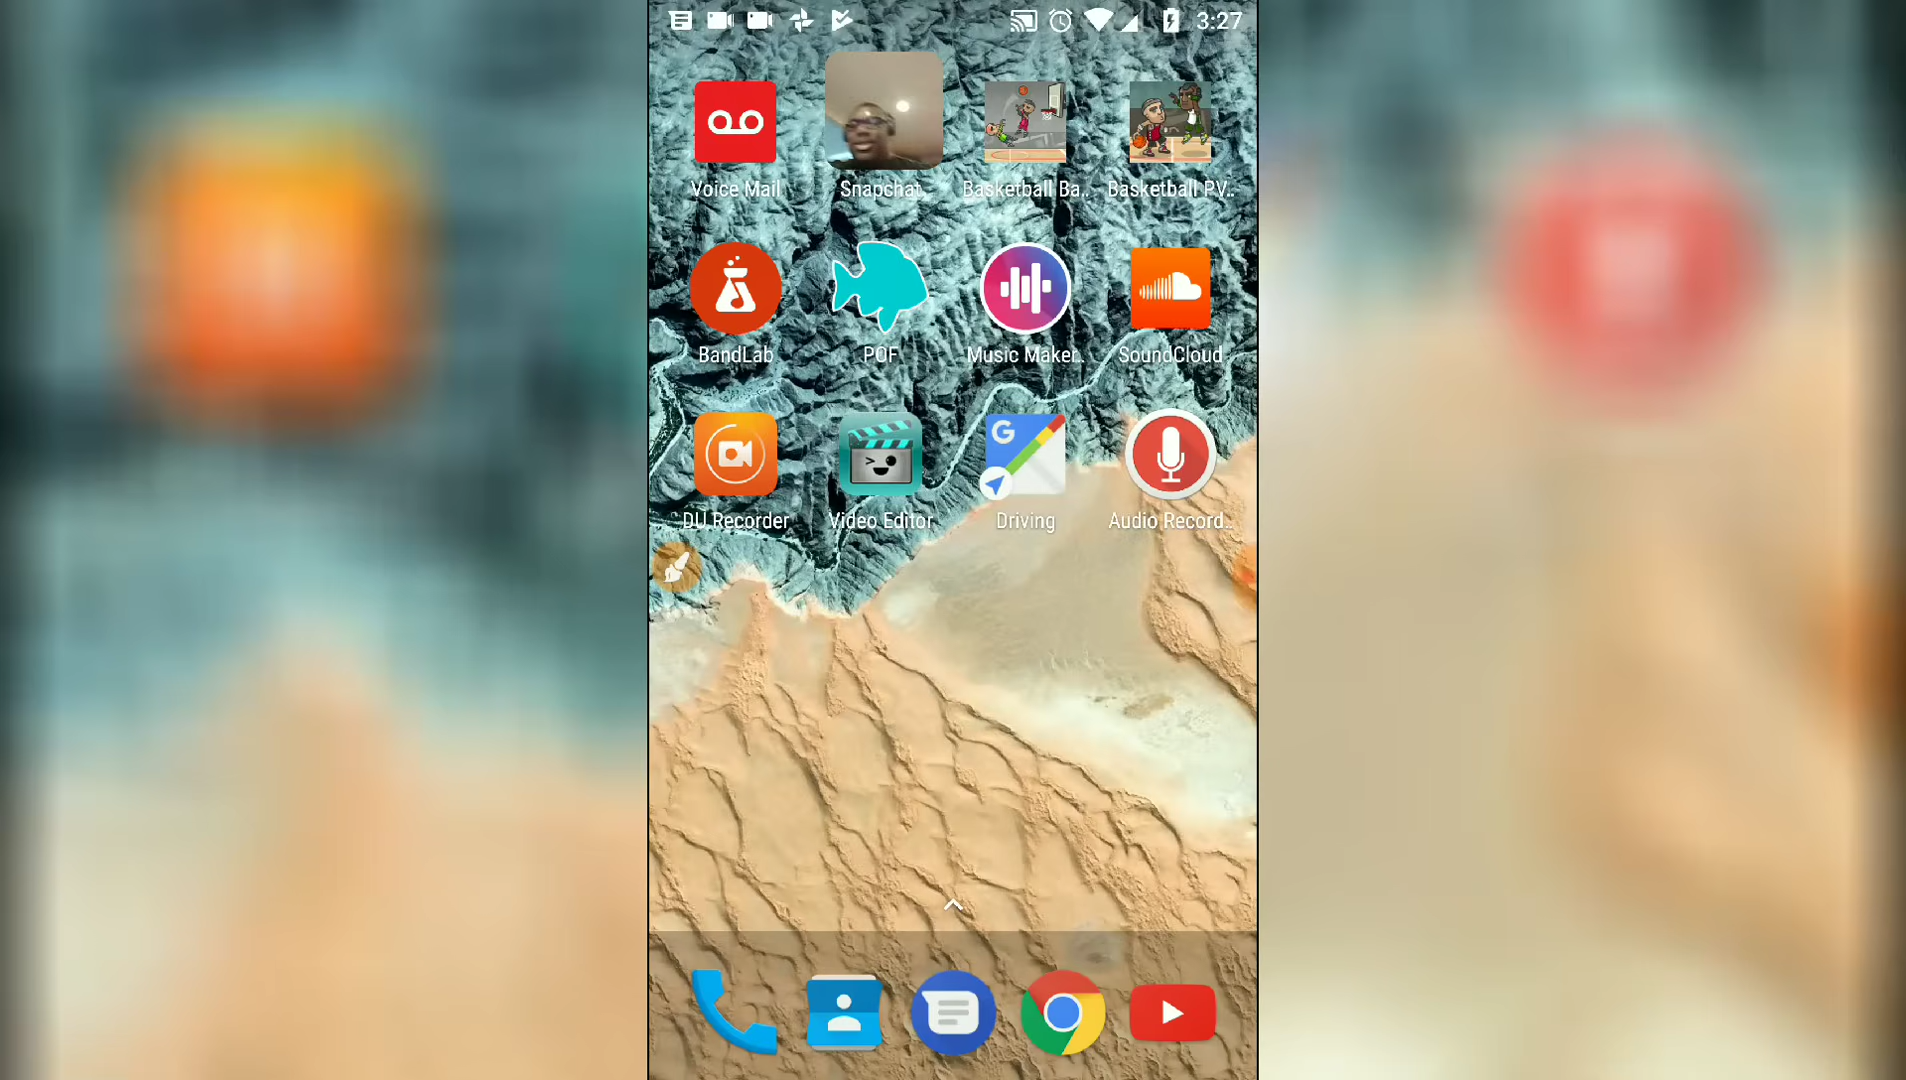 3:27
Voice Mail
Snapchat
Basketball Ba..
Basketball PV..
BandLab
POF
Music Maker..
SoundCloud
G
DU Recorder
Video Editor
Driving
Audio Record..